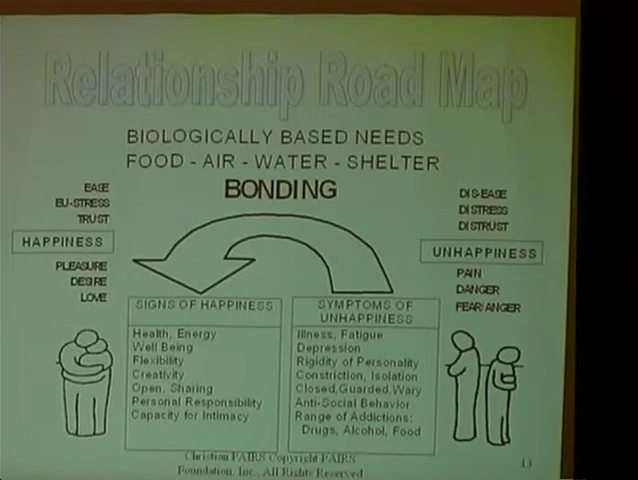 Relationship Road Map
BIOLOGICALLY BASED NEEDS
FOOD - AIR - WATER - SHELTER
BONDING
EASE
EU-STRESS
TRUST
HAPPINESS
PLEASURE
DESIRE
LOVE
DIS-EASE
DISTRESS
DISTRUST
UNHAPPINESS
PAIN
DANGER
FEAR/ANGER
SIGNS OF HAPPINESS
Health, Energy
Well Being
Flexibility
Creativity
Open, Sharing
Personal Responsibility
Capacity for Intimacy
SYMPTOMS OF
UNHAPPINESS
Illness, Fatigue
Depression
Rigidity of Personality
Constriction, Isolation
Closed,Guarded,Wary
Anti-Social Behavior
Range of Addictions:
Drugs, Alcohol, Food
Christian PAIRS Copyright PAIRS
Foundation, Inc., All Rights Reserved
13